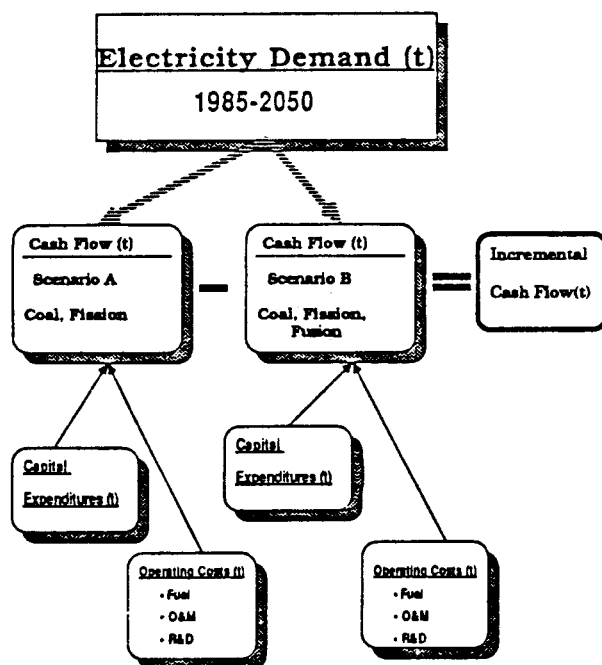 Electricity Demand (t)
1985-2050
Cash Flow (t)
Scenario A
Coal, Fission
Cash Flow (t)
Scenario B
Coal, Fission,
Fusion
Incremental
Cash Flow(t)
Capital
Expenditures (t)
Capital
Expenditures (t)
Operating Costs (t)
• Fuel
• O&M
• R&D
Operating Costs (t)
• Fuel
• O&M
• R&D